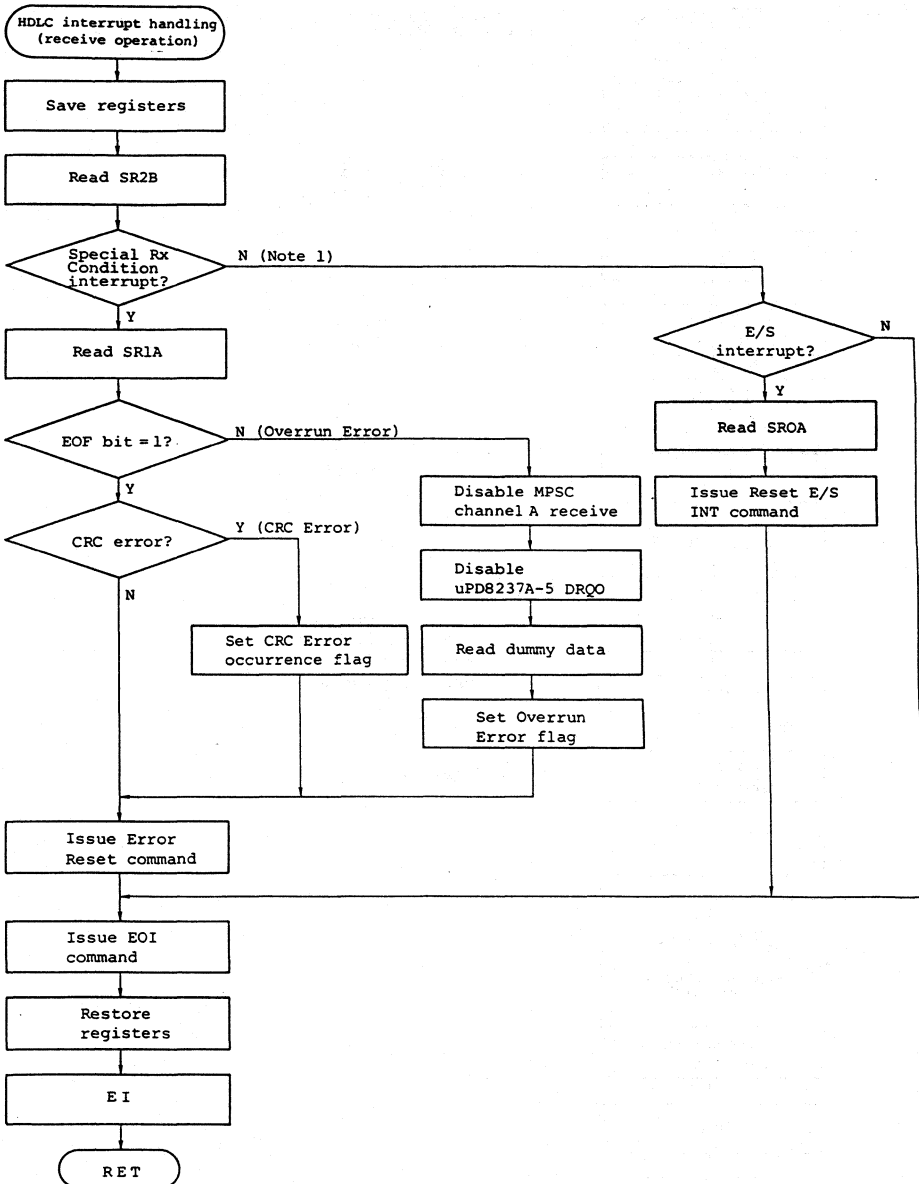 HDLC interrupt handling
(receive operation)
Save registers
Read SR2B
Special Rx
Condition
interrupt?
N (Note 1)
Y
E/S
interrupt?
N
Read SR1A
Y
EOF bit = 1?
N (Overrun Error)
Read SR0A
Y
Disable MPSC
channel A receive
Issue Reset E/S
INT command
CRC error?
Y (CRC Error)
N
Disable
uPD8237A-5 DRQ0
Set CRC Error
occurrence flag
Read dummy data
Set Overrun
Error flag
Issue Error
Reset command
Issue EOI
command
Restore
registers
EI
RET